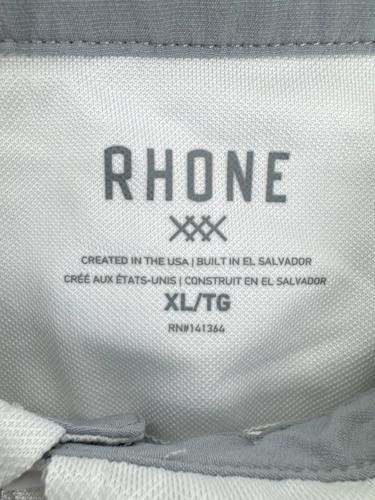 RHONE
CREATED IN THE USA | BUILT IN EL SALVADOR
CRÉÉ AUX ÉTATS-UNIS | CONSTRUIT EN EL SALVADOR
XL/TG
RN#141364